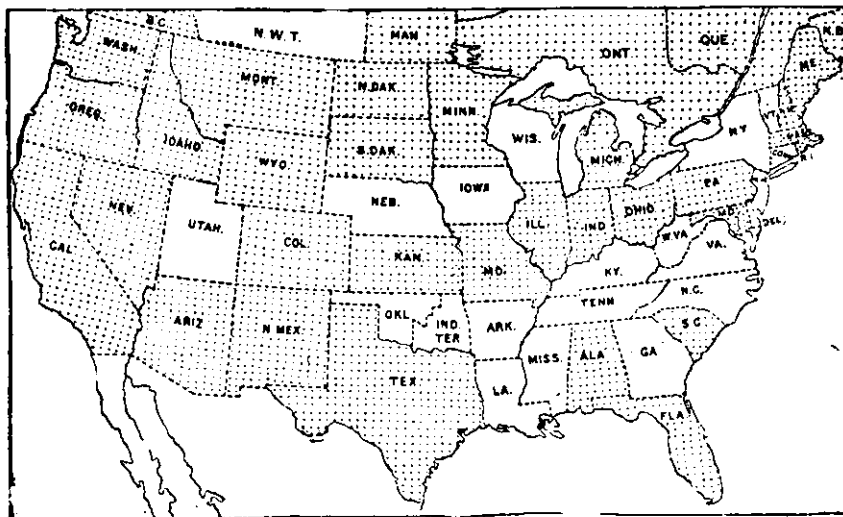 B.C.
N.W.T.
MAN
ONT
QUE
N.B.
WASH.
MONT.
N.DAK.
MINN.
ME
OREG.
IDAHO.
WYO
S.DAK.
WIS.
MICH.
N.Y.
VT.
MASS
CON.
R.I.
NEV.
UTAH.
NEB.
IOWA
ILL.
IND
OHIO
PA
MD.
DEL.
CAL
COL.
KAN.
MO.
KY.
W.VA
VA.
ARIZ
N MEX.
OKL
IND.
TER
ARK.
TENN
N.C.
S.C.
TEX
LA.
MISS.
ALA
GA
FLA